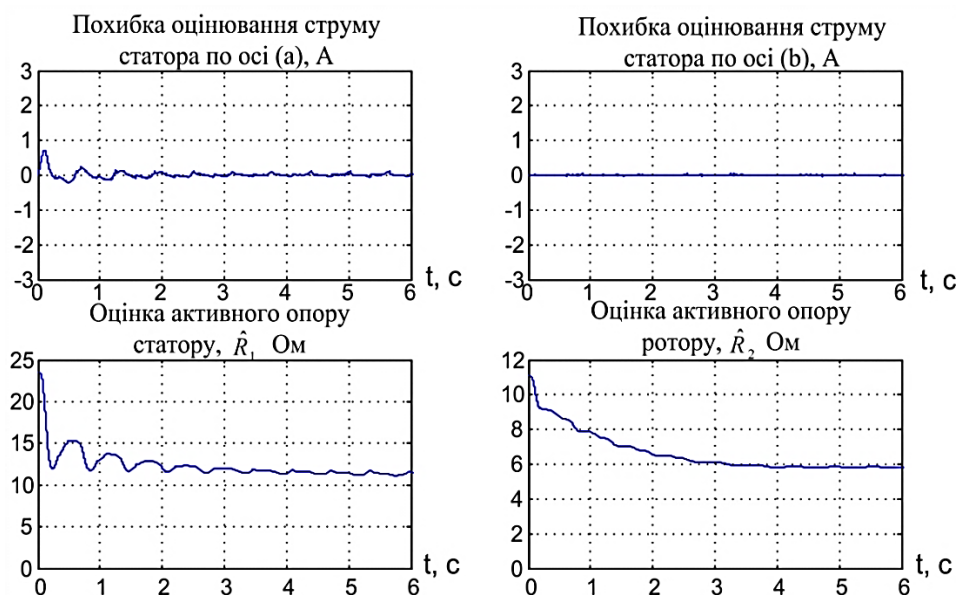 Похибка оцінювання струму
статора по осі (a), А
3
2
1
0
-1
-2
-3
0 1 2 3 4 5 6
t, с
Похибка оцінювання струму
статора по осі (b), А
3
2
1
0
-1
-2
-3
0 1 2 3 4 5 6
t, с
Оцінка активного опору
статору, R̂₁ Ом
25
20
15
10
5
0
0 1 2 3 4 5 6
t, с
Оцінка активного опору
ротору, R̂₂ Ом
12
10
8
6
4
2
0
0 1 2 3 4 5 6
t, с